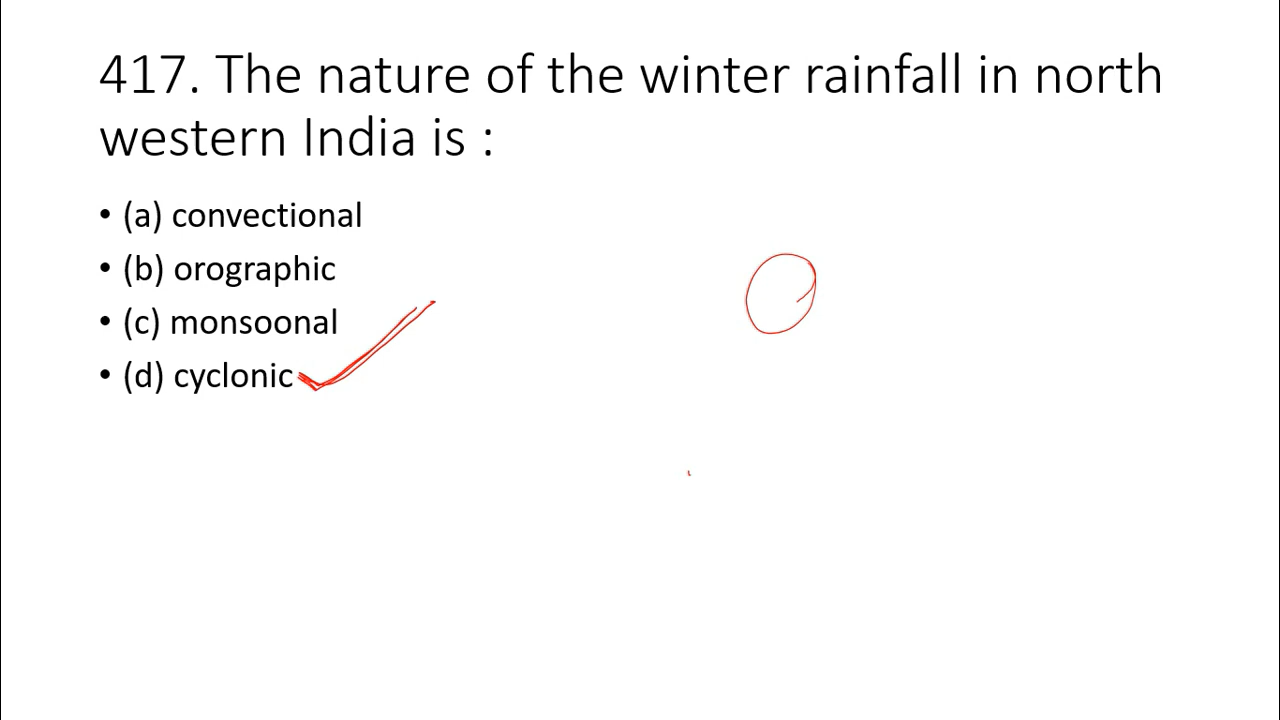 417. The nature of the winter rainfall in north
western India is :
• (a) convectional
• (b) orographic
• (c) monsoonal
• (d) cyclonic